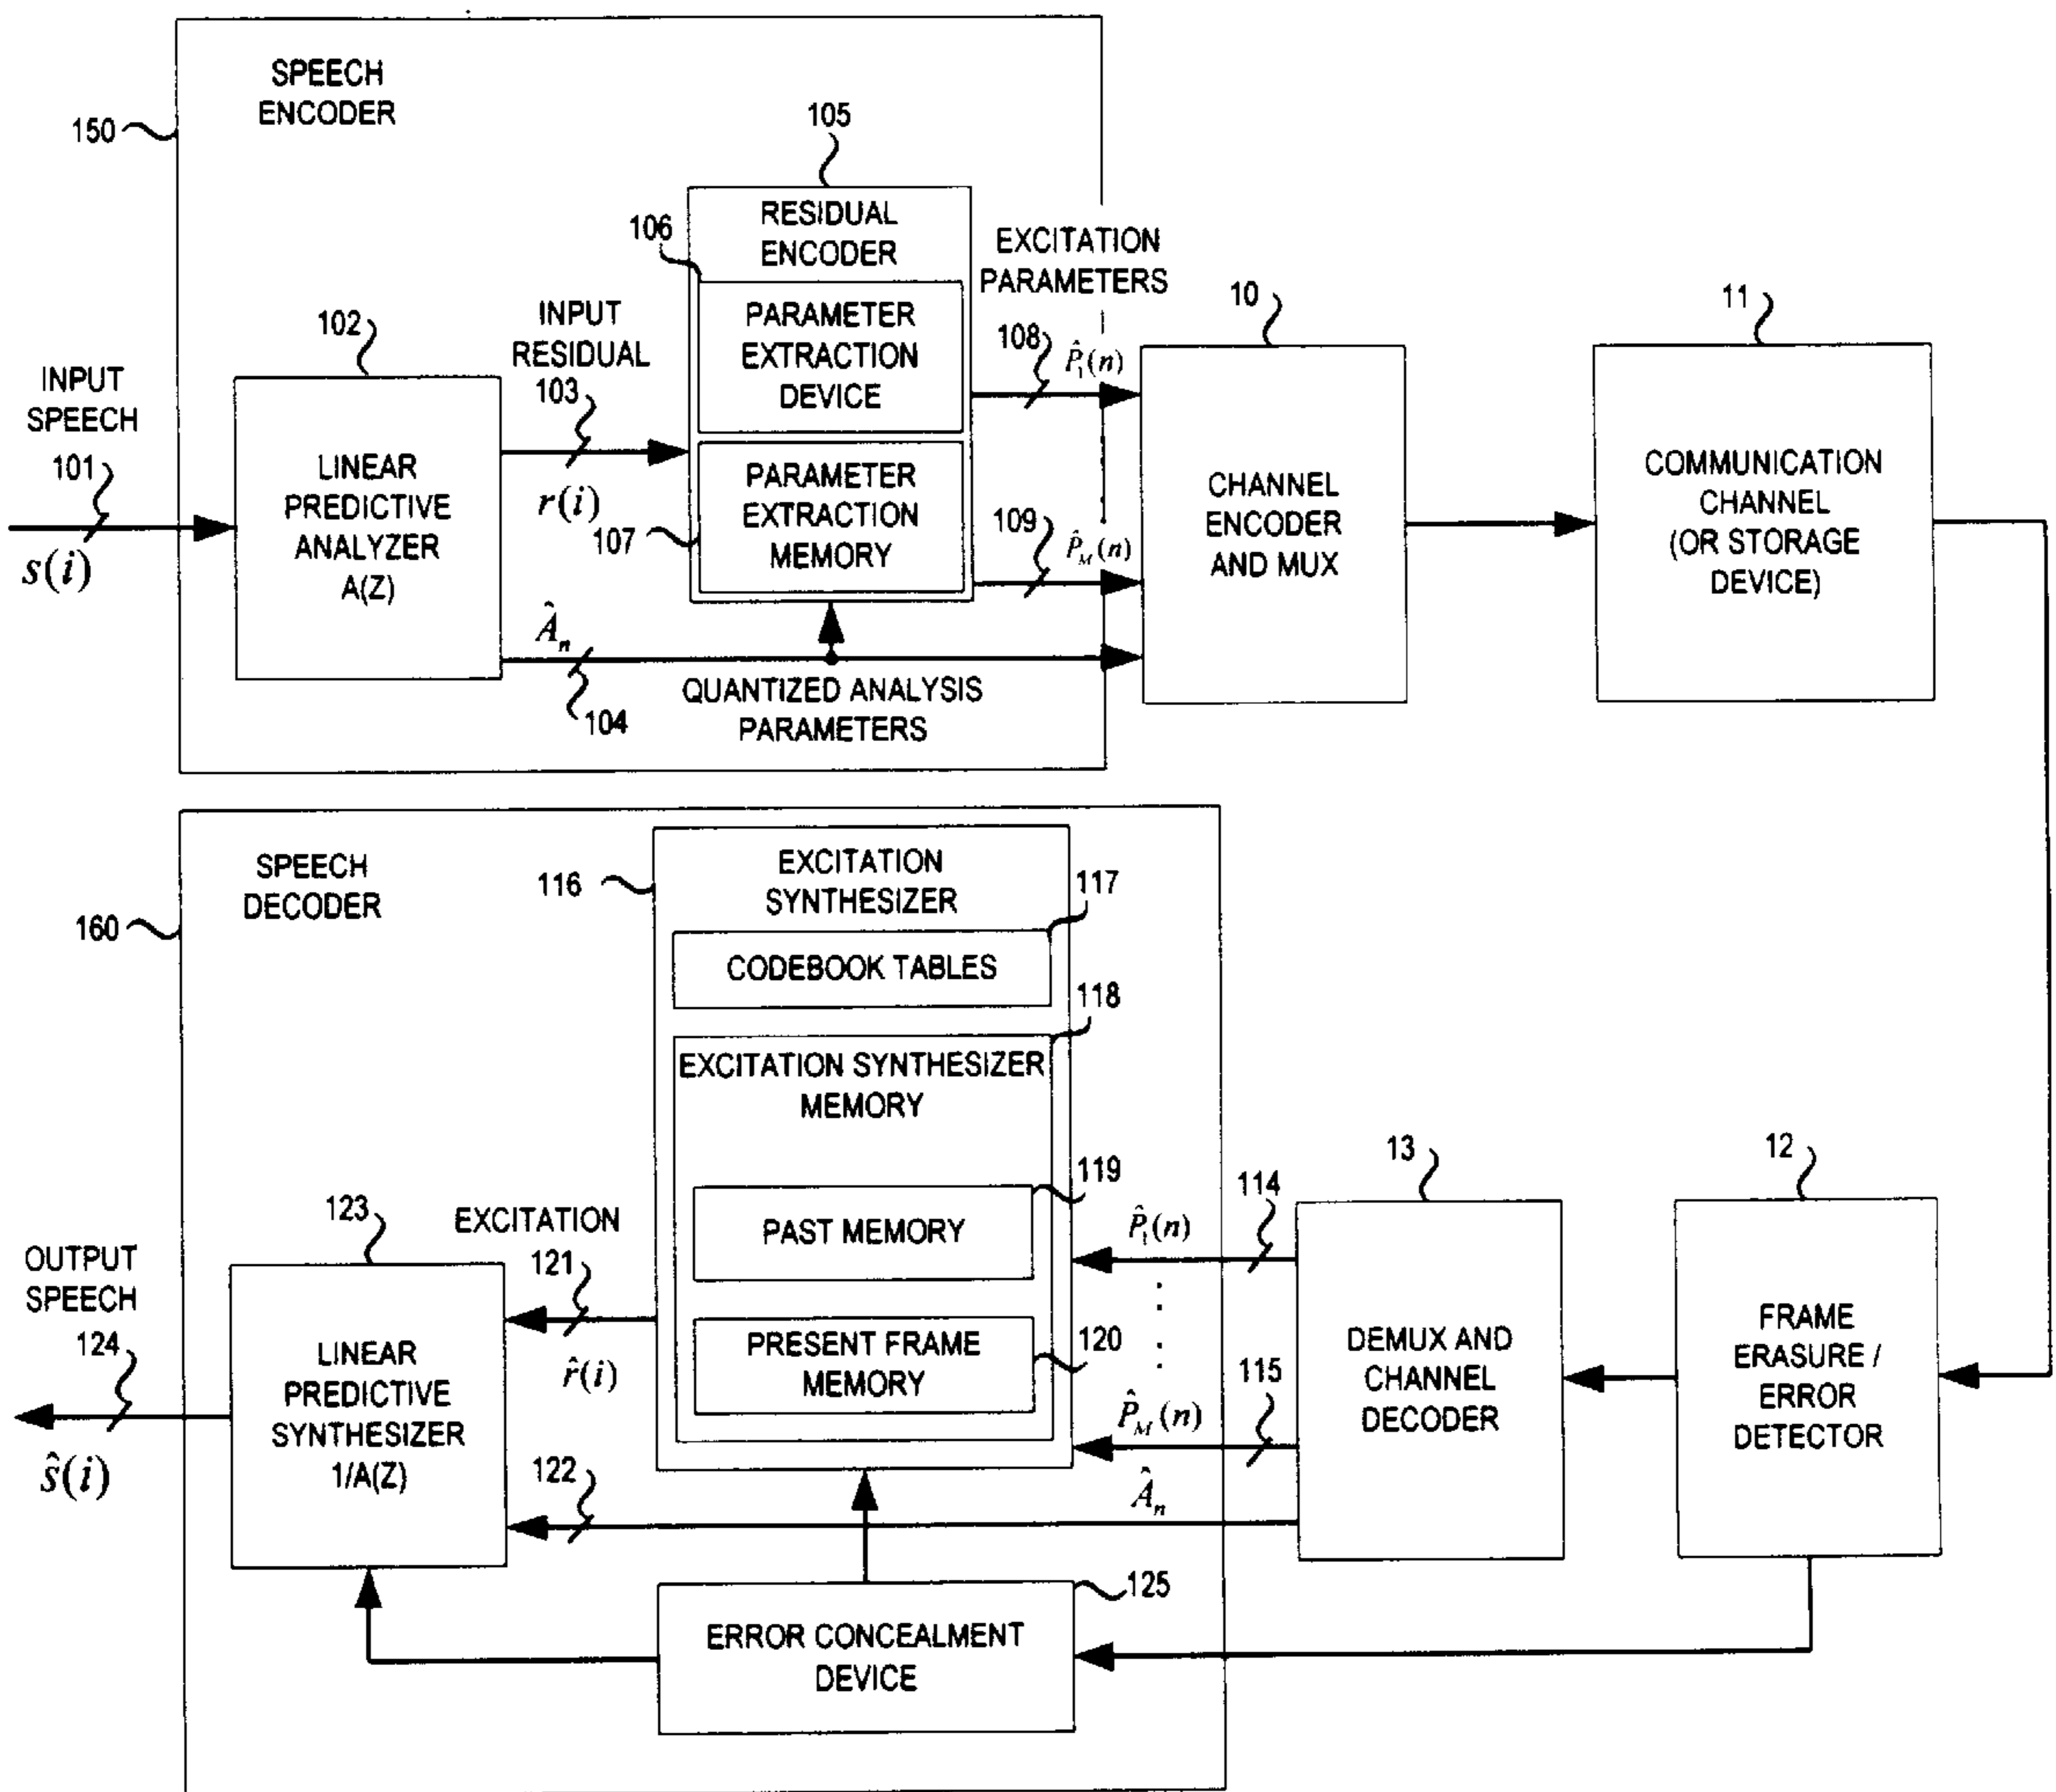 SPEECH
ENCODER
150
105
RESIDUAL
ENCODER
106
PARAMETER
EXTRACTION
DEVICE
PARAMETER
EXTRACTION
MEMORY
107
EXCITATION
PARAMETERS
108
P̂₁(n)
109
P̂_M(n)
INPUT
SPEECH
101
s(i)
102
LINEAR
PREDICTIVE
ANALYZER
A(Z)
INPUT
RESIDUAL
103
r(i)
Â_n
104
QUANTIZED ANALYSIS
PARAMETERS
10
CHANNEL
ENCODER
AND MUX
11
COMMUNICATION
CHANNEL
(OR STORAGE
DEVICE)
SPEECH
DECODER
160
116
EXCITATION
SYNTHESIZER
117
CODEBOOK TABLES
118
EXCITATION SYNTHESIZER
MEMORY
119
PAST MEMORY
120
PRESENT FRAME
MEMORY
OUTPUT
SPEECH
124
ŝ(i)
123
LINEAR
PREDICTIVE
SYNTHESIZER
1/A(Z)
EXCITATION
121
r̂(i)
122
P̂₁(n)
114
P̂_M(n)
115
Â_n
13
DEMUX AND
CHANNEL
DECODER
12
FRAME
ERASURE /
ERROR
DETECTOR
125
ERROR CONCEALMENT
DEVICE